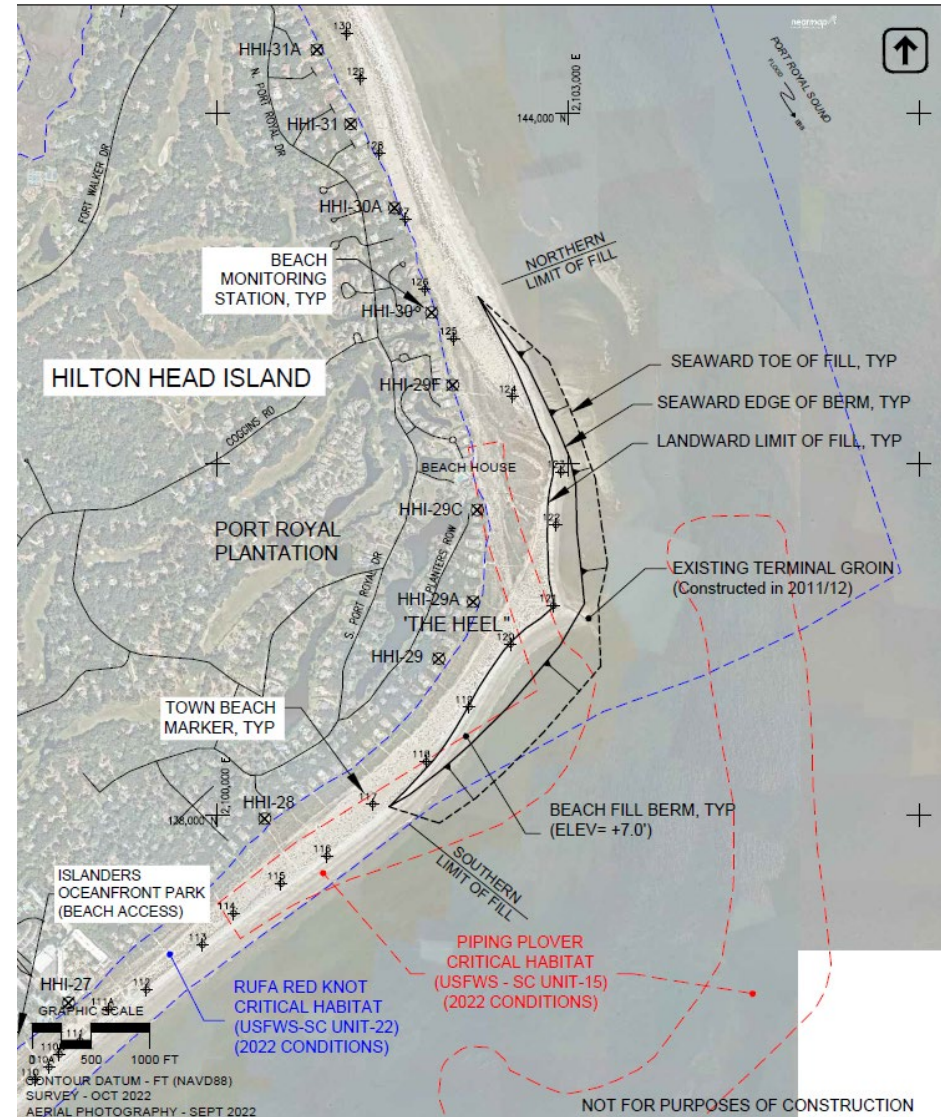 nearmap
130
HHI-31A
129
N. PORT ROYAL DR
PORT ROYAL SOUND
FLOOD
EBB
2,103,000 E
144,000 N
HHI-31
128
FORT WALKER DR
HHI-30A
BEACH
MONITORING
STATION, TYP
NORTHERN
LIMIT OF FILL
126
HHI-30
125
SEAWARD TOE OF FILL, TYP
HILTON HEAD ISLAND
HHI-29F
124
SEAWARD EDGE OF BERM, TYP
COGGINS RD
LANDWARD LIMIT OF FILL, TYP
BEACH HOUSE
123
HHI-29C
122
PORT ROYAL
PLANTATION
PLANTERS ROW
S. PORT ROYAL DR
EXISTING TERMINAL GROIN
(Constructed in 2011/12)
HHI-29A
121
"THE HEEL"
120
HHI-29
TOWN BEACH
MARKER, TYP
119
118
2,100,000 E
HHI-28
138,000 N
117
BEACH FILL BERM, TYP
(ELEV= +7.0')
116
SOUTHERN
LIMIT OF FILL
115
ISLANDERS
OCEANFRONT PARK
(BEACH ACCESS)
114
113
PIPING PLOVER
CRITICAL HABITAT
(USFWS - SC UNIT-15)
(2022 CONDITIONS)
RUFA RED KNOT
CRITICAL HABITAT
(USFWS-SC UNIT-22)
(2022 CONDITIONS)
112
HHI-27
111A
GRAPHIC SCALE
111
0 500 1000 FT
110
CONTOUR DATUM - FT (NAVD88)
SURVEY - OCT 2022
AERIAL PHOTOGRAPHY - SEPT 2022
NOT FOR PURPOSES OF CONSTRUCTION